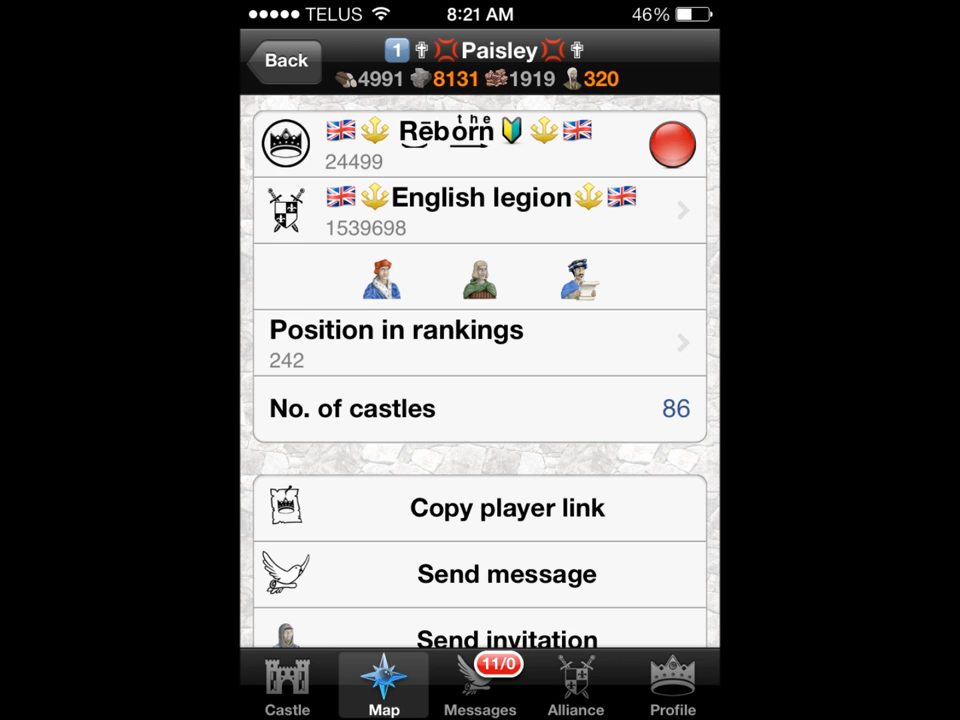 TELUS 8:21 AM 46%
Back
1 ✟ 💢Paisley💢✟
4991 8131 1919 320
🇬🇧🔱 Rēborn the🔰 🔱🇬🇧
24499
🇬🇧🔱English legion🔱🇬🇧
1539698
Position in rankings
242
No. of castles 86
Copy player link
Send message
Send invitation
11/0
Castle Map Messages Alliance Profile